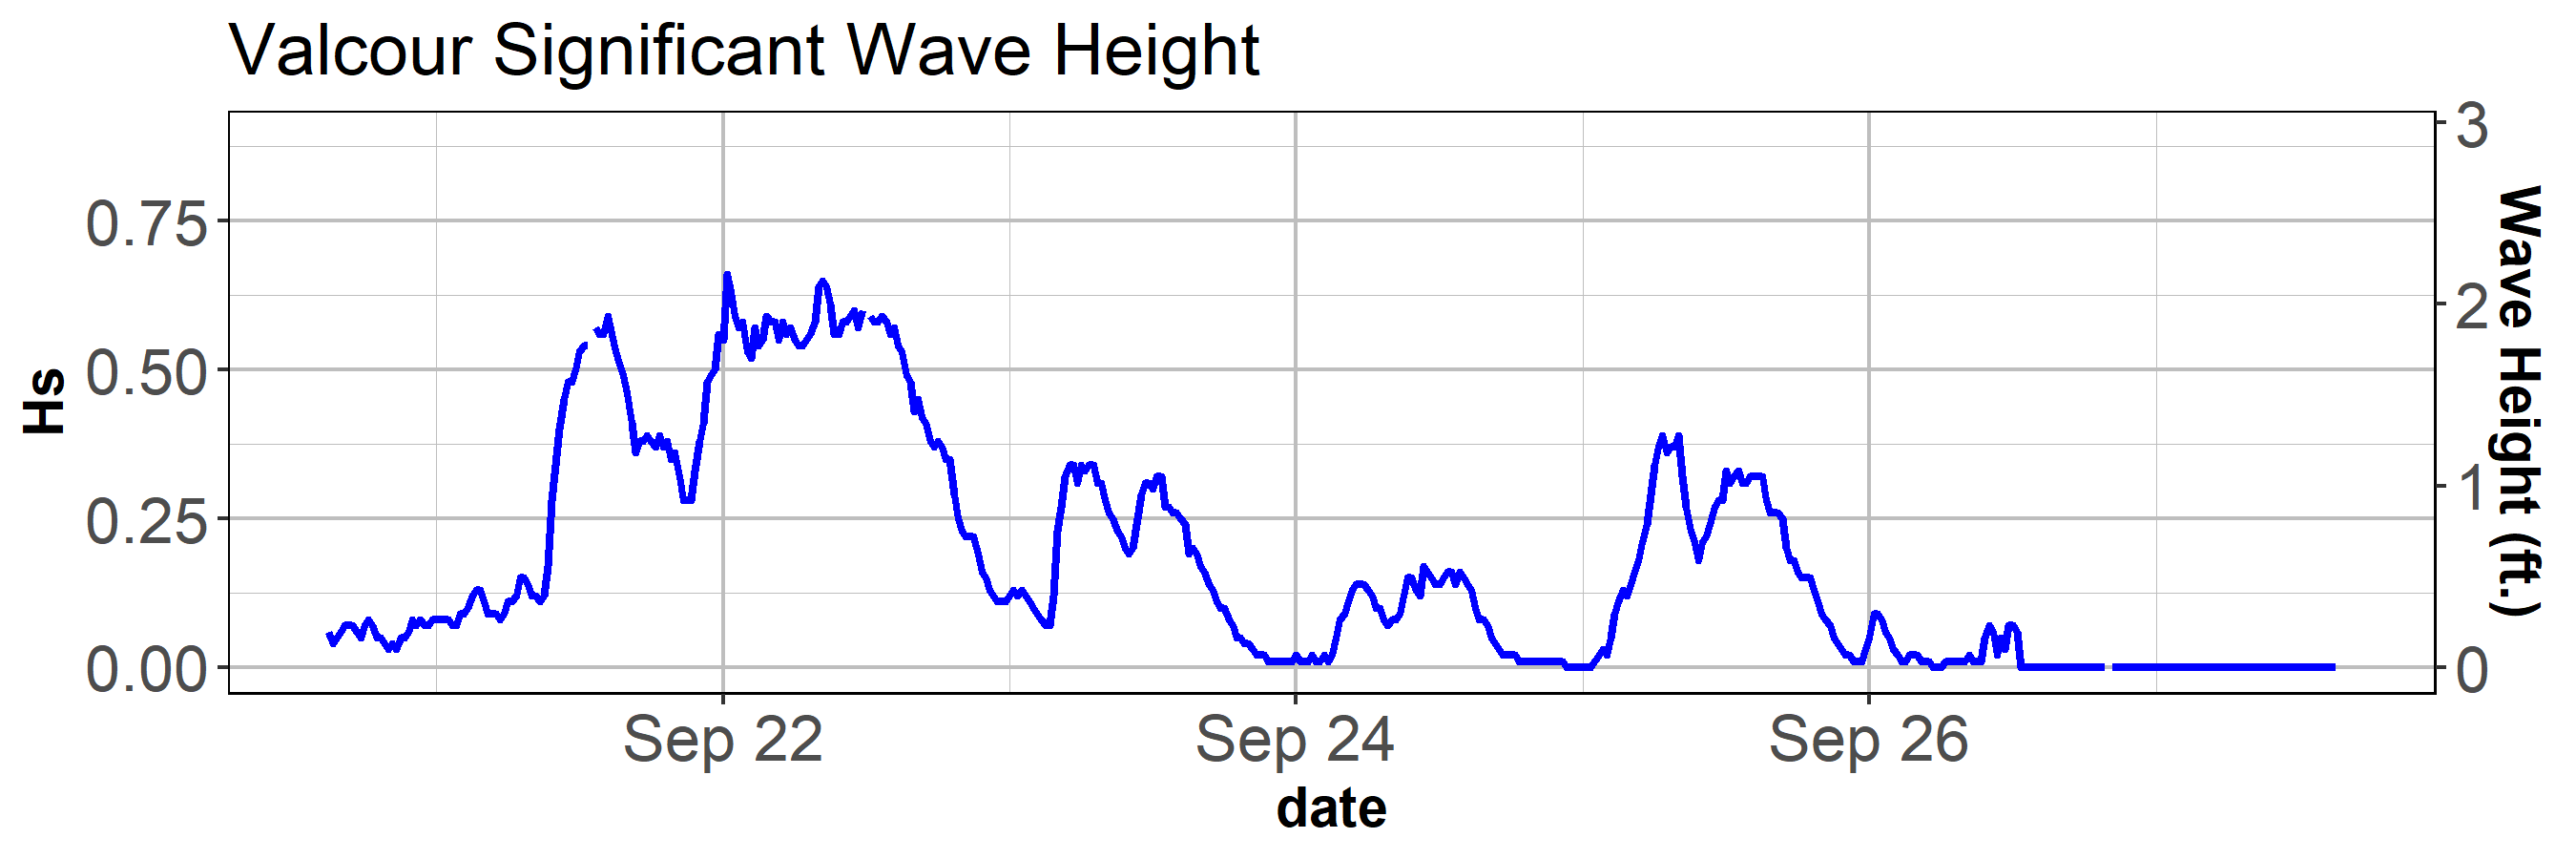 Valcour Significant Wave Height
3
0.75
2
0.50
1
0.25
0.00
0
Hs
Wave Height (ft.)
Sep 22
Sep 24
Sep 26
date